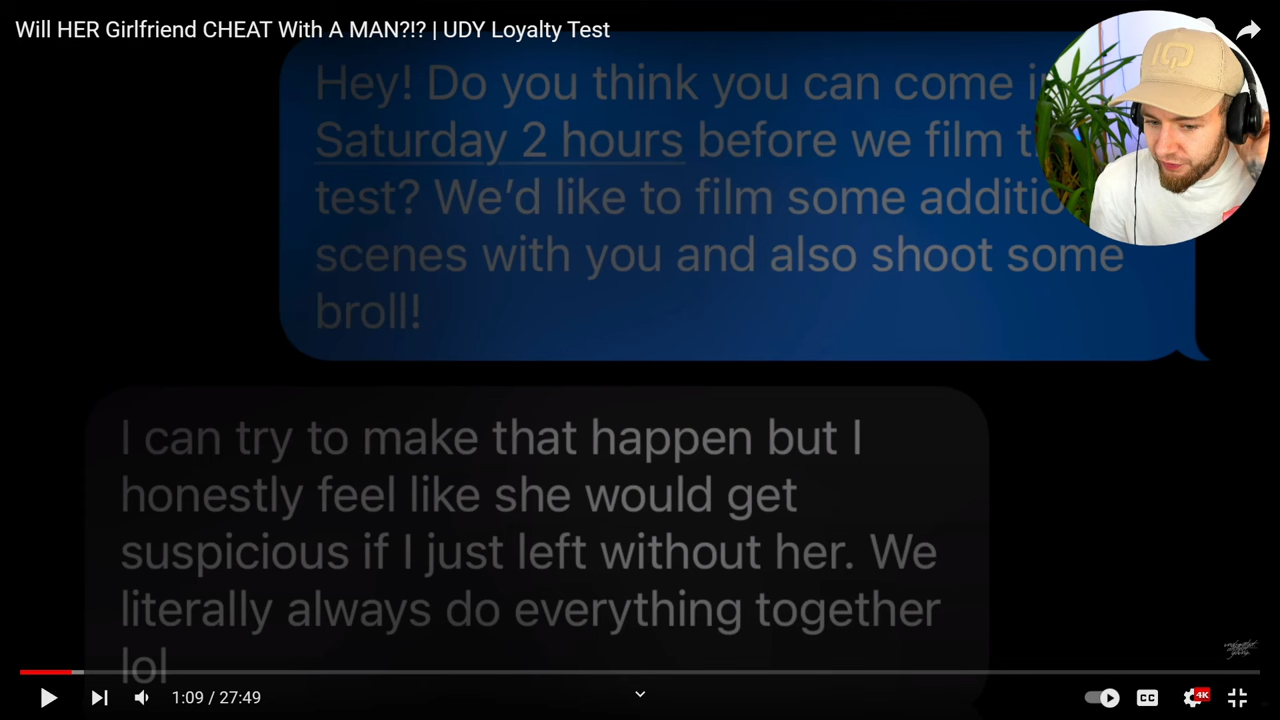 Will HER Girlfriend CHEAT With A MAN?!? | UDY Loyalty Test
Hey! Do you think you can come
Saturday 2 hours before we film
test? We'd like to film some
scenes with you and also shoot some
broll!
I can try to make that happen but I
honestly feel like she would get
suspicious if I just left without her. We
literally always do everything together
lol
1:09 / 27:49
CC
4K